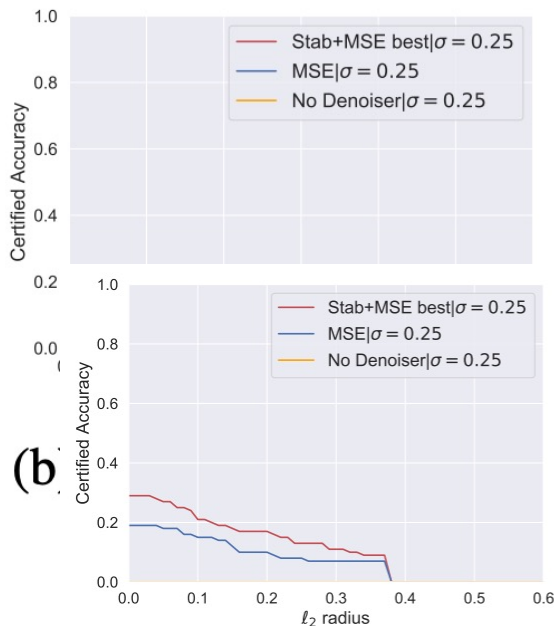 1.0
0.8
0.6
0.4
0.2
0.0
Certified Accuracy
Stab+MSE best|σ = 0.25
MSE|σ = 0.25
No Denoiser|σ = 0.25
(b)
1.0
0.8
0.6
0.4
0.2
0.0
Certified Accuracy
Stab+MSE best|σ = 0.25
MSE|σ = 0.25
No Denoiser|σ = 0.25
0.0 0.1 0.2 0.3 0.4 0.5 0.6
ℓ₂ radius